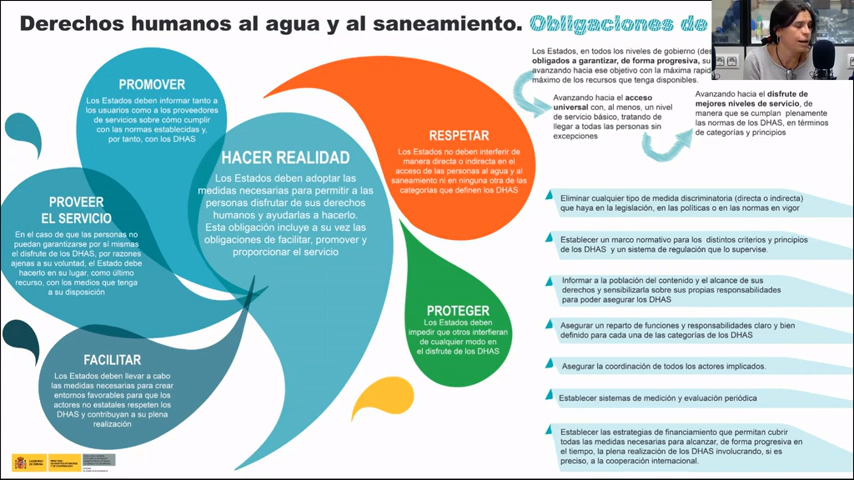 Derechos humanos al agua y al saneamiento. Obligaciones de
PROMOVER
Los Estados deben informar tanto a
los usuarios como a los proveedores
de servicios sobre cómo cumplir
con las normas establecidas y,
por tanto, con los DHAS
HACER REALIDAD
Los Estados deben adoptar las
medidas necesarias para permitir a las
personas disfrutar de sus derechos
humanos y ayudarlas a hacerlo.
Esta obligación incluye a su vez las
obligaciones de facilitar, promover y
proporcionar el servicio
PROVEER
EL SERVICIO
En el caso de que las personas no
puedan garantizarse por sí mismas
el disfrute de los DHAS, por razones
ajenas a su voluntad, el Estado debe
hacerlo en su lugar, como último
recurso, con los medios que tenga
a su disposición
FACILITAR
Los Estados deben llevar a cabo
las medidas necesarias para crear
entornos favorables para que los
actores no estatales respeten los
DHAS y contribuyan a su plena
realización
RESPETAR
Los Estados no deben interferir de
manera directa o indirecta en el
acceso de las personas al agua y al
saneamiento ni en ninguna otra de las
categorías que definen los DHAS
PROTEGER
Los Estados deben
impedir que otros interfieran
de cualquier modo en
el disfrute de los DHAS
Los Estados, en todos los niveles de gobierno
obligados a garantizar, de forma progresiva, su
avanzando hacia ese objetivo con la máxima
máximo de los recursos que tenga disponibles.
Avanzando hacia el acceso
universal con, al menos, un nivel
de servicio básico, tratando de
llegar a todas las personas sin
excepciones
Avanzando hacia el disfrute de
mejores niveles de servicio, de
manera que se cumplan plenamente
las normas de los DHAS, en términos
de categorías y principios
Eliminar cualquier tipo de medida discriminatoria (directa o indirecta)
que haya en la legislación, en las políticas o en las normas en vigor
Establecer un marco normativo para los distintos criterios y principios
de los DHAS y un sistema de regulación que lo supervise.
Informar a la población del contenido y el alcance de sus
derechos y sensibilizarla sobre sus propias responsabilidades
para poder asegurar los DHAS
Asegurar un reparto de funciones y responsabilidades claro y bien
definido para cada una de las categorías de los DHAS
Asegurar la coordinación de todos los actores implicados.
Establecer sistemas de medición y evaluación periódica
Establecer las estrategias de financiamiento que permitan cubrir
todas las medidas necesarias para alcanzar, de forma progresiva en
el tiempo, la plena realización de los DHAS involucrando, si es
preciso, a la cooperación internacional.